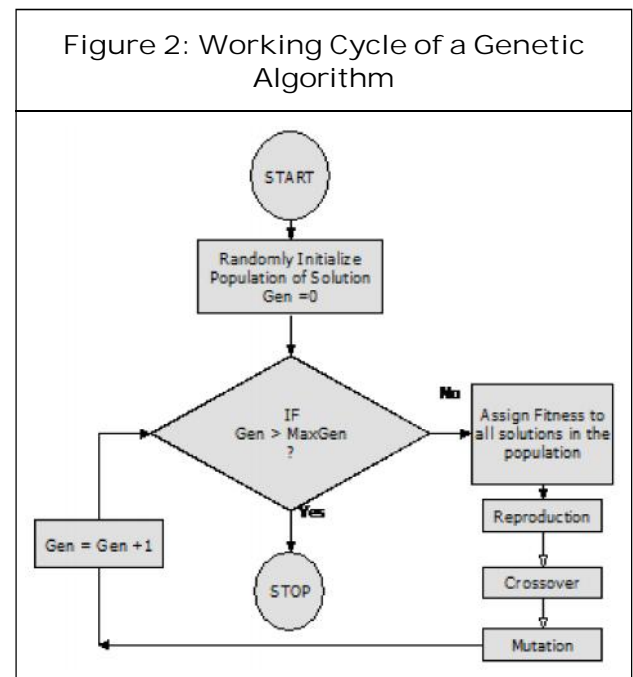 Figure 2: Working Cycle of a Genetic
Algorithm
START
Randomly Initialize
Population of Solution
Gen =0
IF
Gen > MaxGen
?
No
Assign Fitness to
all solutions in the
population
Reproduction
Crossover
Mutation
Gen = Gen +1
Yes
STOP